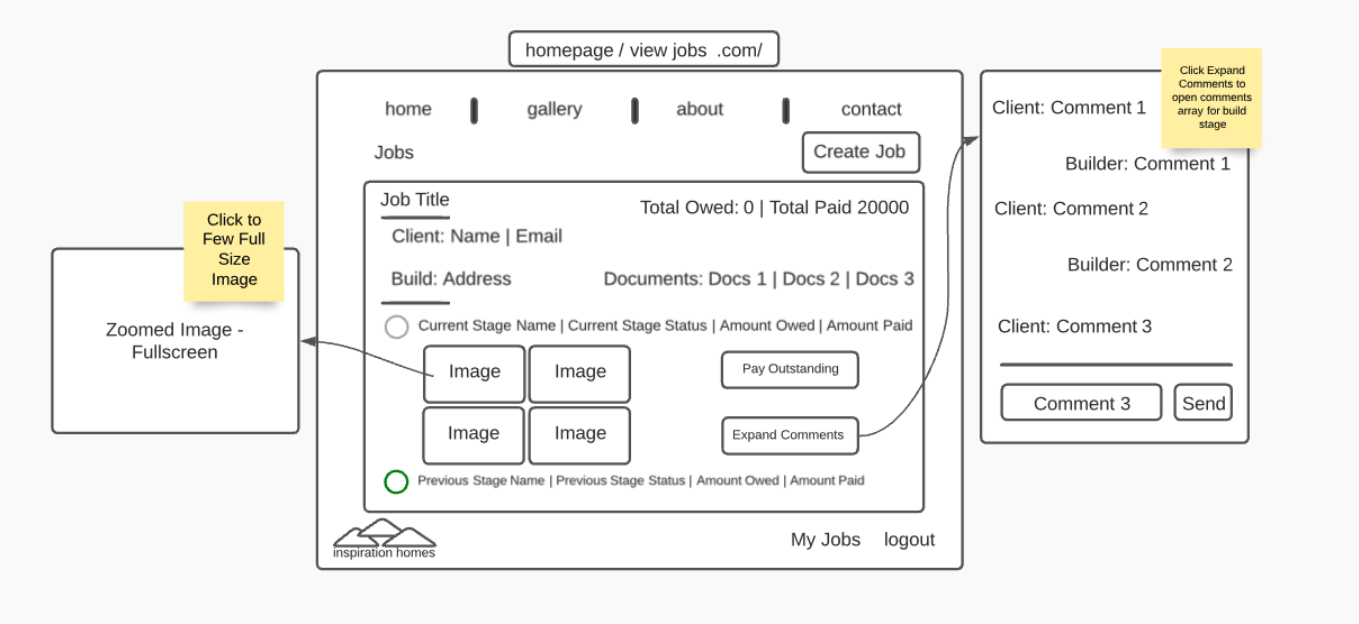 homepage / view jobs .com/
home
gallery
about
contact
Jobs
Create Job
Job Title
Total Owed: 0 | Total Paid 20000
Client: Name | Email
Build: Address
Documents: Docs 1 | Docs 2 | Docs 3
Current Stage Name | Current Stage Status | Amount Owed | Amount Paid
Image
Image
Pay Outstanding
Image
Image
Expand Comments
Previous Stage Name | Previous Stage Status | Amount Owed | Amount Paid
inspiration homes
My Jobs
logout
Click to
Few Full
Size
Image
Zoomed Image -
Fullscreen
Click Expand
Comments to
open comments
array for build
stage
Client: Comment 1
Builder: Comment 1
Client: Comment 2
Builder: Comment 2
Client: Comment 3
Comment 3
Send